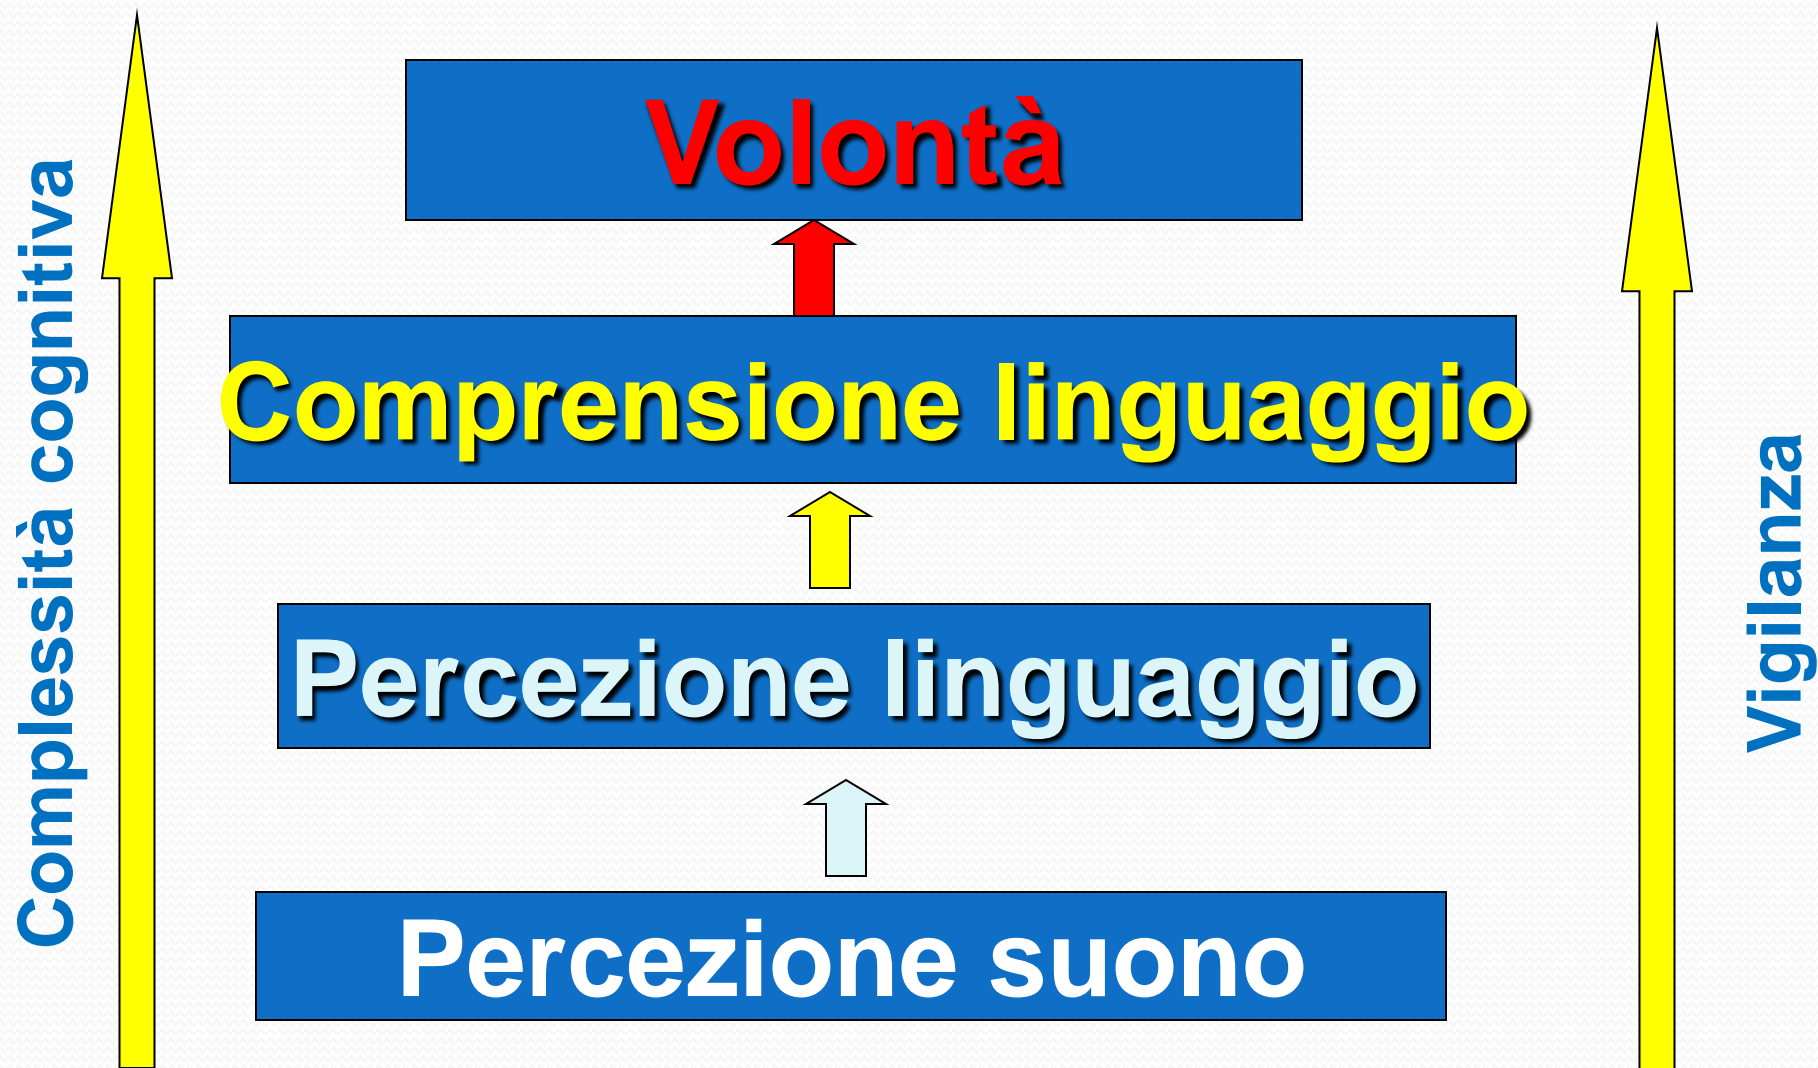 Complessità cognitiva
Volontà
Comprensione linguaggio
Percezione linguaggio
Percezione suono
Vigilanza